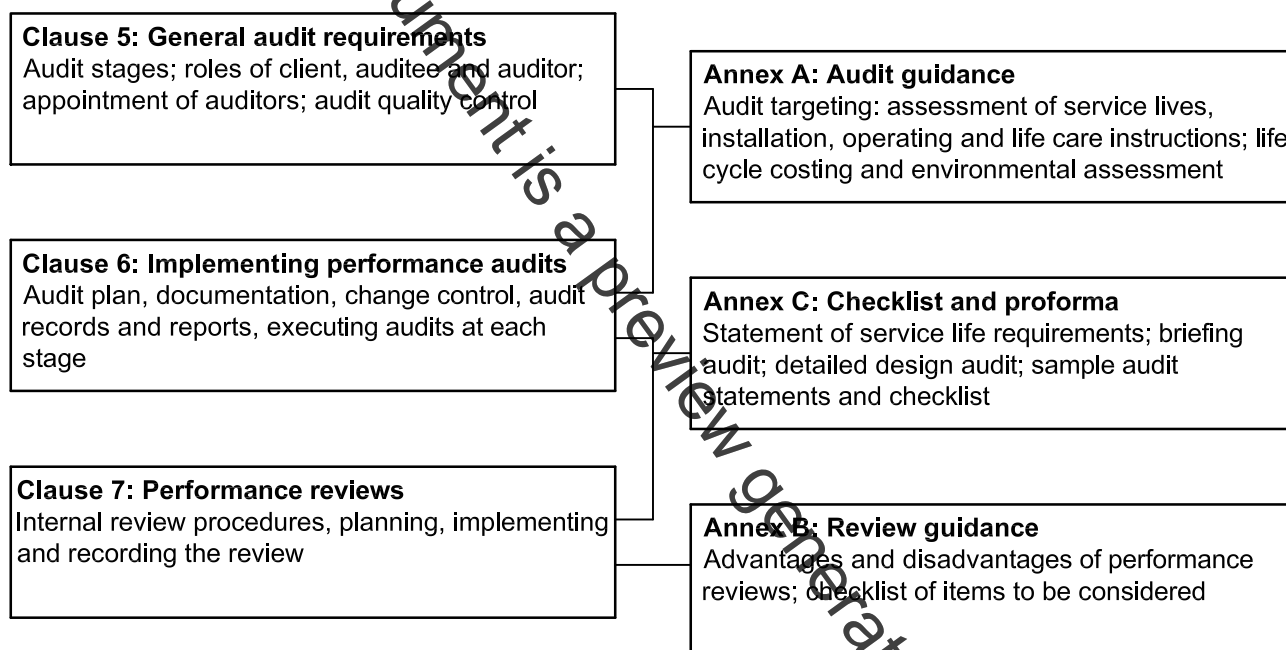 Clause 5: General audit requirements
Audit stages; roles of client, auditee and auditor;
appointment of auditors; audit quality control
Clause 6: Implementing performance audits
Audit plan, documentation, change control, audit
records and reports, executing audits at each
stage
Clause 7: Performance reviews
Internal review procedures, planning, implementing
and recording the review
Annex A: Audit guidance
Audit targeting: assessment of service lives,
installation, operating and life care instructions; life
cycle costing and environmental assessment
Annex C: Checklist and proforma
Statement of service life requirements; briefing
audit; detailed design audit; sample audit
statements and checklist
Annex B: Review guidance
Advantages and disadvantages of performance
reviews; checklist of items to be considered
ument is a preview generat